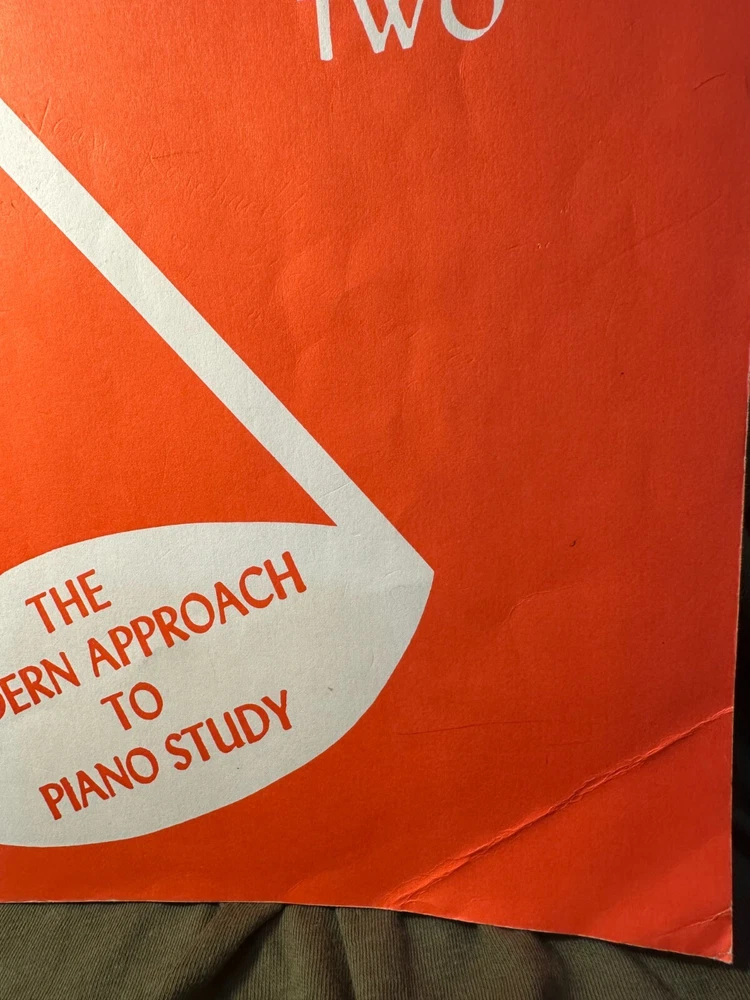 TWO
THE
DERN APPROACH
TO
PIANO STUDY